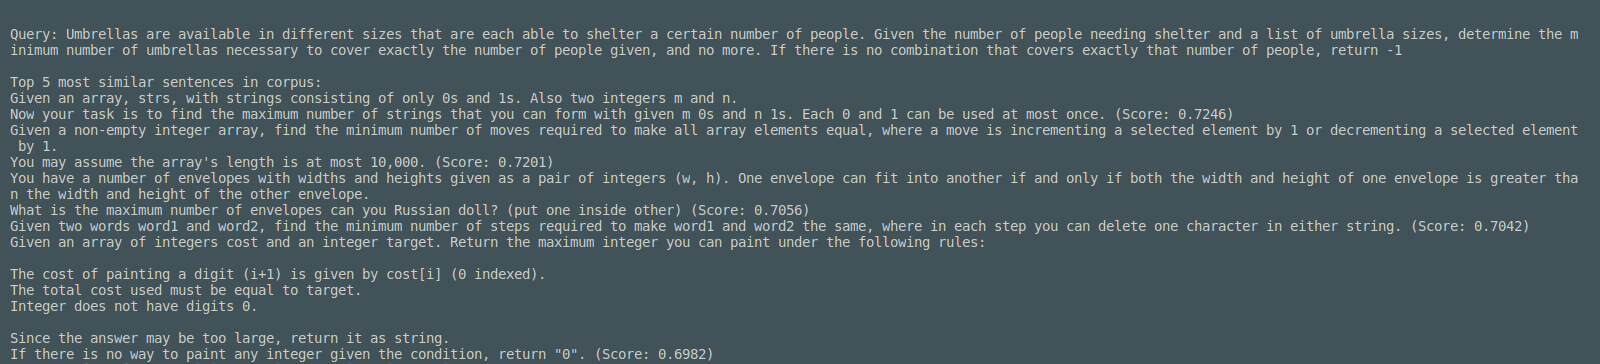 Query: Umbrellas are available in different sizes that are each able to shelter a certain number of people. Given the number of people needing shelter and a list of umbrella sizes, determine the m
inimum number of umbrellas necessary to cover exactly the number of people given, and no more. If there is no combination that covers exactly that number of people, return -1
Top 5 most similar sentences in corpus:
Given an array, strs, with strings consisting of only 0s and 1s. Also two integers m and n.
Now your task is to find the maximum number of strings that you can form with given m 0s and n 1s. Each 0 and 1 can be used at most once. (Score: 0.7246)
Given a non-empty integer array, find the minimum number of moves required to make all array elements equal, where a move is incrementing a selected element by 1 or decrementing a selected element
by 1.
You may assume the array's length is at most 10,000. (Score: 0.7201)
You have a number of envelopes with widths and heights given as a pair of integers (w, h). One envelope can fit into another if and only if both the width and height of one envelope is greater tha
n the width and height of the other envelope.
What is the maximum number of envelopes can you Russian doll? (put one inside other) (Score: 0.7056)
Given two words word1 and word2, find the minimum number of steps required to make word1 and word2 the same, where in each step you can delete one character in either string. (Score: 0.7042)
Given an array of integers cost and an integer target. Return the maximum integer you can paint under the following rules:
The cost of painting a digit (i+1) is given by cost[i] (0 indexed).
The total cost used must be equal to target.
Integer does not have digits 0.
Since the answer may be too large, return it as string.
If there is no way to paint any integer given the condition, return "0". (Score: 0.6982)